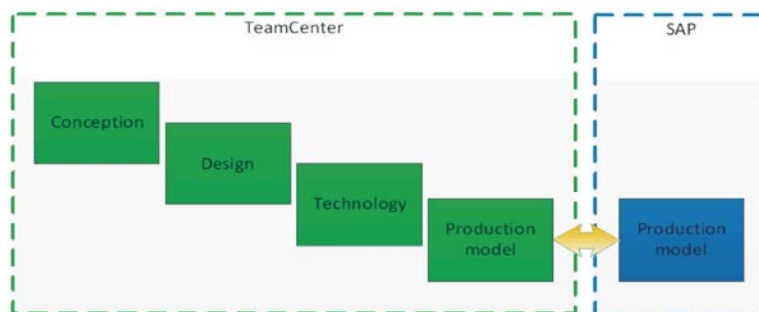 TeamCenter
SAP
Conception
Design
Technology
Production
model
Production
model